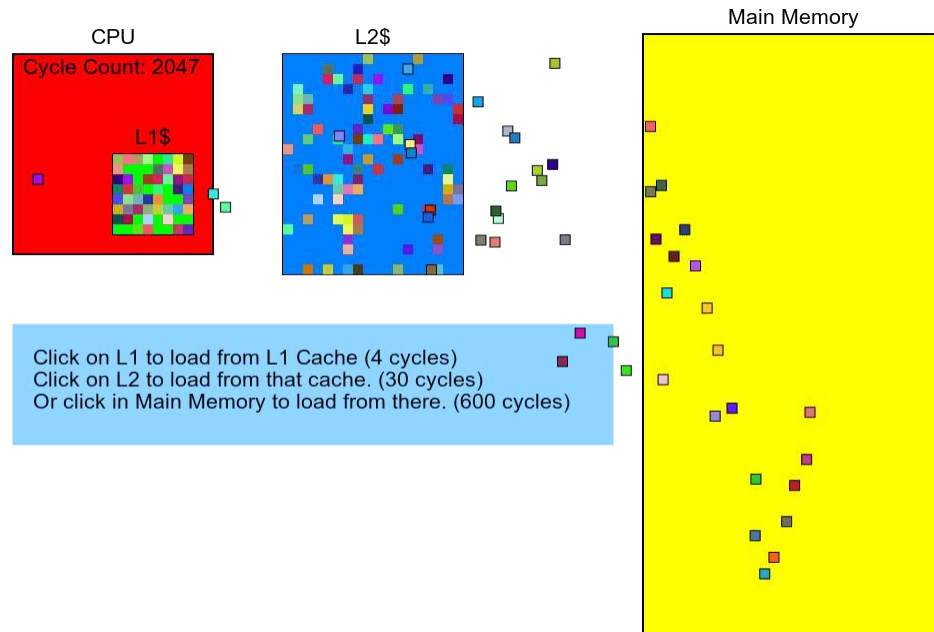 Main Memory
CPU
L2$
Cycle Count: 2047
L1$
Click on L1 to load from L1 Cache (4 cycles)
Click on L2 to load from that cache. (30 cycles)
Or click in Main Memory to load from there. (600 cycles)